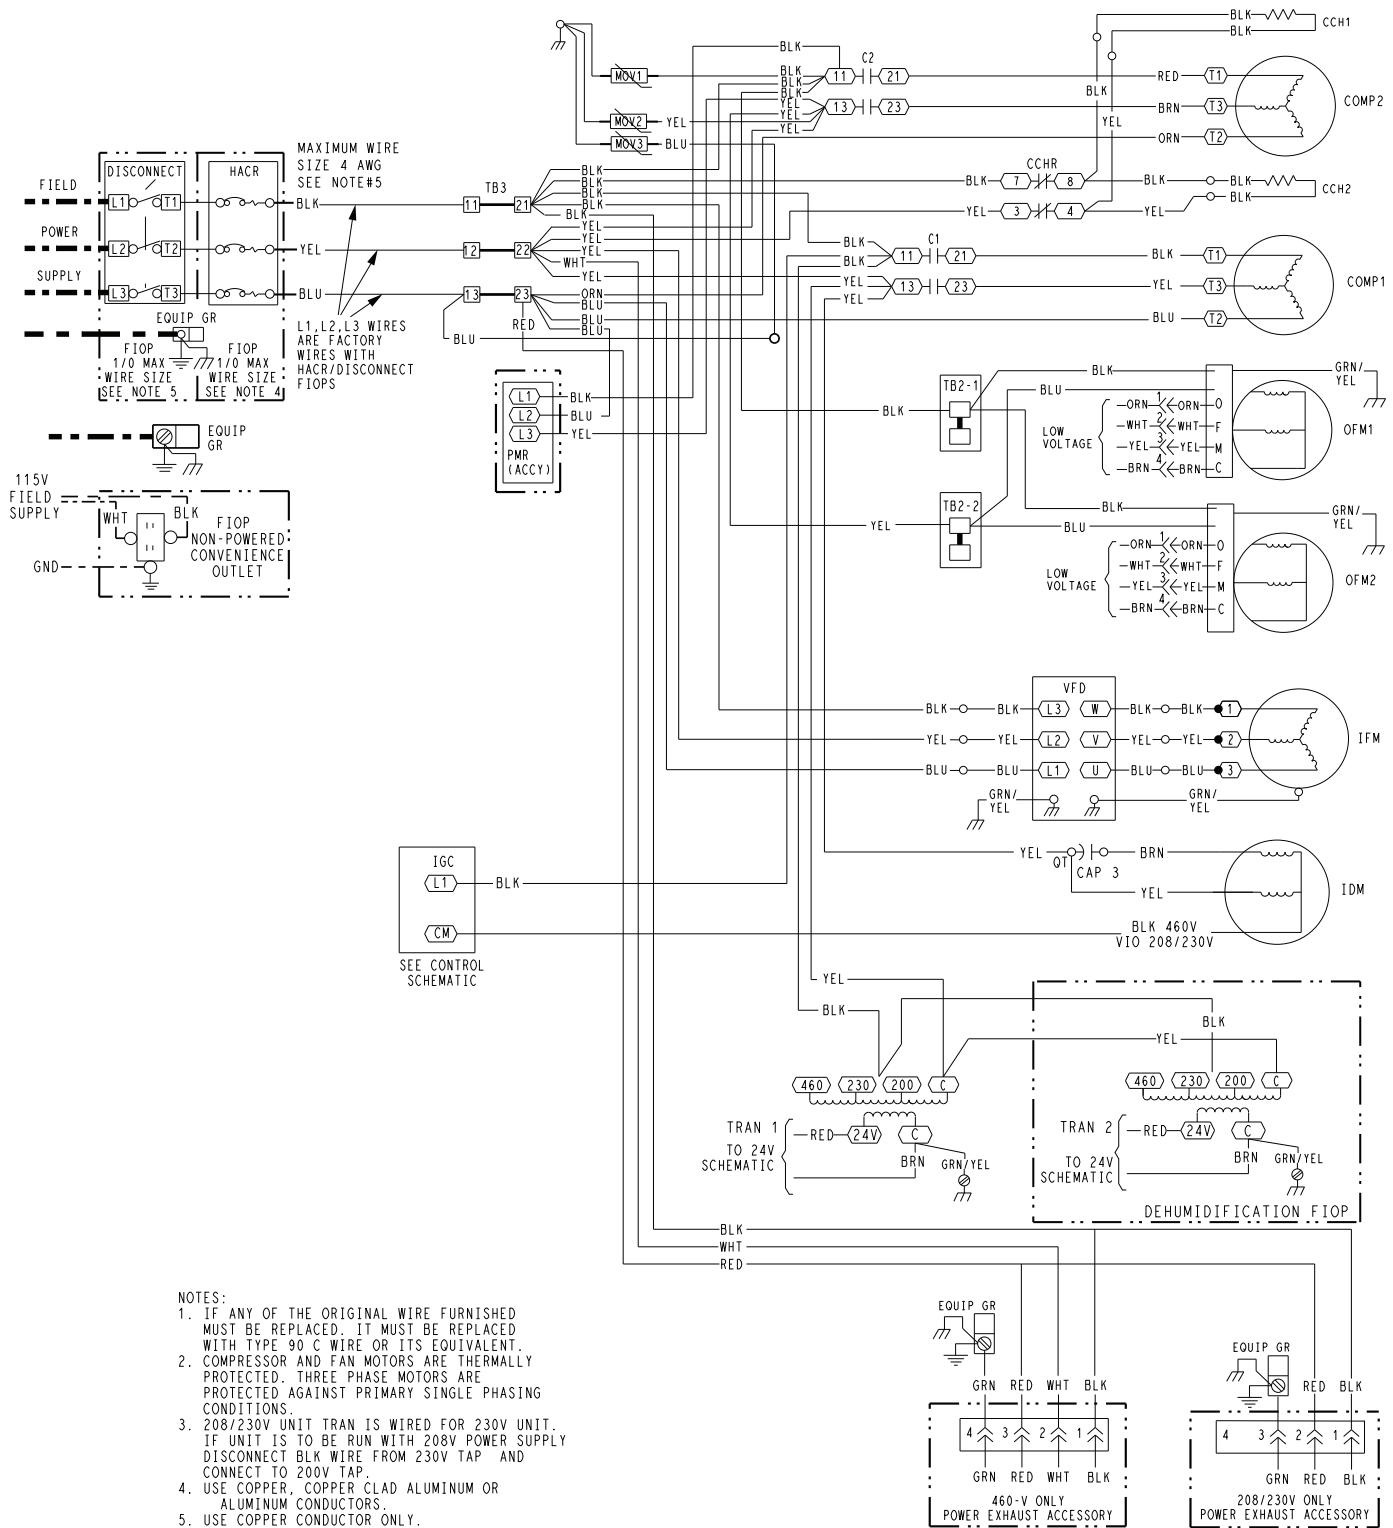 BLK
BLK
CCH1
BLK
C2
MOV1
BLK
BLK
BLK
11
21
RED
T1
COMP2
BLK
YEL
YEL
YEL
13
23
BRN
T3
MOV2
YEL
YEL
ORN
T2
MOV3
BLU
MAXIMUM WIRE
SIZE 4 AWG
SEE NOTE#5
DISCONNECT
HACR
FIELD
L1
T1
BLK
TB3
11
21
BLK
BLK
BLK
BLK
BLK
CCHR
BLK
7
8
BLK
BLK
BLK
CCH2
YEL
3
4
YEL
POWER
L2
T2
YEL
12
22
YEL
YEL
YEL
WHT
YEL
BLK
BLK
C1
11
21
BLK
T1
COMP1
SUPPLY
L3
T3
BLU
13
23
ORN
BLU
BLU
BLU
RED
BLU
YEL
YEL
13
23
YEL
T3
BLU
T2
EQUIP GR
FIOP
1/0 MAX
WIRE SIZE
SEE NOTE 5
FIOP
1/0 MAX
WIRE SIZE
SEE NOTE 4
L1,L2,L3 WIRES
ARE FACTORY
WIRES WITH
HACR/DISCONNECT
FIOPS
L1
BLK
L2
BLU
L3
YEL
PMR
(ACCY)
EQUIP
GR
115V
FIELD
SUPPLY
WHT
BLK
FIOP
NON-POWERED
CONVENIENCE
OUTLET
GND
BLK
TB2-1
BLK
BLU
GRN/
YEL
LOW
VOLTAGE
ORN
1
ORN
O
WHT
2
WHT
F
YEL
3
YEL
M
BRN
4
BRN
C
OFM1
YEL
TB2-2
BLK
BLU
GRN/
YEL
LOW
VOLTAGE
ORN
1
ORN
O
WHT
2
WHT
F
YEL
3
YEL
M
BRN
4
BRN
C
OFM2
VFD
BLK
BLK
L3
W
BLK
BLK
1
YEL
YEL
L2
V
YEL
YEL
2
IFM
BLU
BLU
L1
U
BLU
BLU
3
GRN/
YEL
GRN/
YEL
IGC
L1
BLK
CM
SEE CONTROL
SCHEMATIC
YEL
QT
CAP 3
BRN
YEL
IDM
BLK 460V
VIO 208/230V
YEL
BLK
BLK
YEL
460
230
200
C
460
230
200
C
TRAN 1
RED
24V
C
TO 24V
SCHEMATIC
BRN
GRN/YEL
TRAN 2
RED
24V
C
TO 24V
SCHEMATIC
BRN
GRN/YEL
DEHUMIDIFICATION FIOP
BLK
WHT
RED
NOTES:
1. IF ANY OF THE ORIGINAL WIRE FURNISHED
MUST BE REPLACED. IT MUST BE REPLACED
WITH TYPE 90 C WIRE OR ITS EQUIVALENT.
2. COMPRESSOR AND FAN MOTORS ARE THERMALLY
PROTECTED. THREE PHASE MOTORS ARE
PROTECTED AGAINST PRIMARY SINGLE PHASING
CONDITIONS.
3. 208/230V UNIT TRAN IS WIRED FOR 230V UNIT.
IF UNIT IS TO BE RUN WITH 208V POWER SUPPLY
DISCONNECT BLK WIRE FROM 230V TAP AND
CONNECT TO 200V TAP.
4. USE COPPER, COPPER CLAD ALUMINUM OR
ALUMINUM CONDUCTORS.
5. USE COPPER CONDUCTOR ONLY.
EQUIP GR
GRN
RED
WHT
BLK
4
3
2
1
GRN
RED
WHT
BLK
460-V ONLY
POWER EXHAUST ACCESSORY
EQUIP GR
RED
BLK
4
3
2
1
GRN
RED
BLK
208/230V ONLY
POWER EXHAUST ACCESSORY